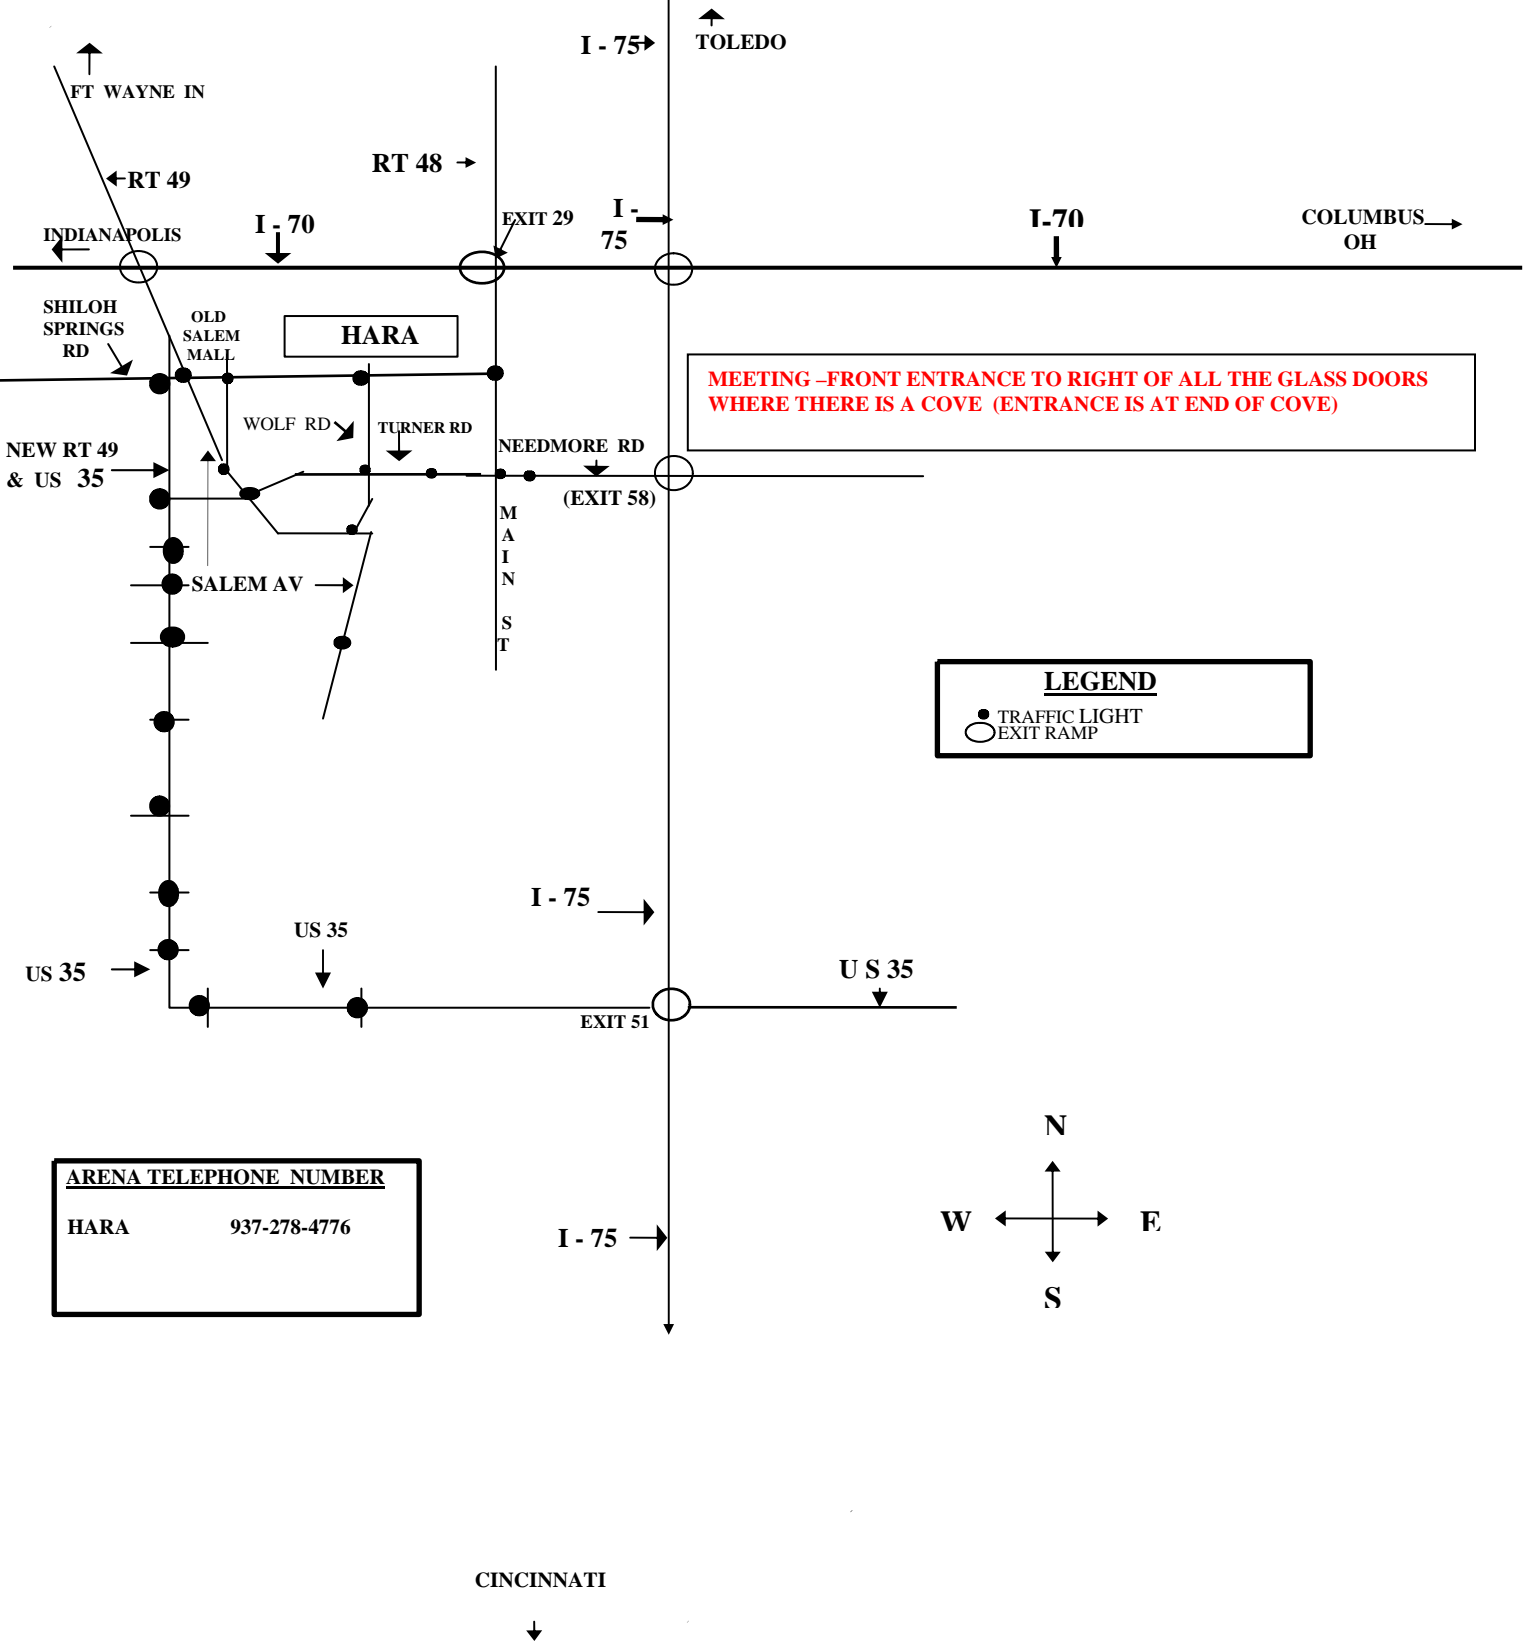 I - 75
TOLEDO
FT WAYNE IN
RT 48
RT 49
I - 70
EXIT 29
I -
75
I-70
COLUMBUS
OH
INDIANAPOLIS
SHILOH
SPRINGS
RD
OLD
SALEM
MALL
HARA
MEETING –FRONT ENTRANCE TO RIGHT OF ALL THE GLASS DOORS
WHERE THERE IS A COVE (ENTRANCE IS AT END OF COVE)
WOLF RD
TURNER RD
NEEDMORE RD
(EXIT 58)
NEW RT 49
& US 35
M
A
I
N
S
T
SALEM AV
LEGEND
TRAFFIC LIGHT
EXIT RAMP
I - 75
US 35
US 35
U S 35
EXIT 51
N
W
E
S
ARENA TELEPHONE NUMBER
HARA 937-278-4776
I - 75
CINCINNATI